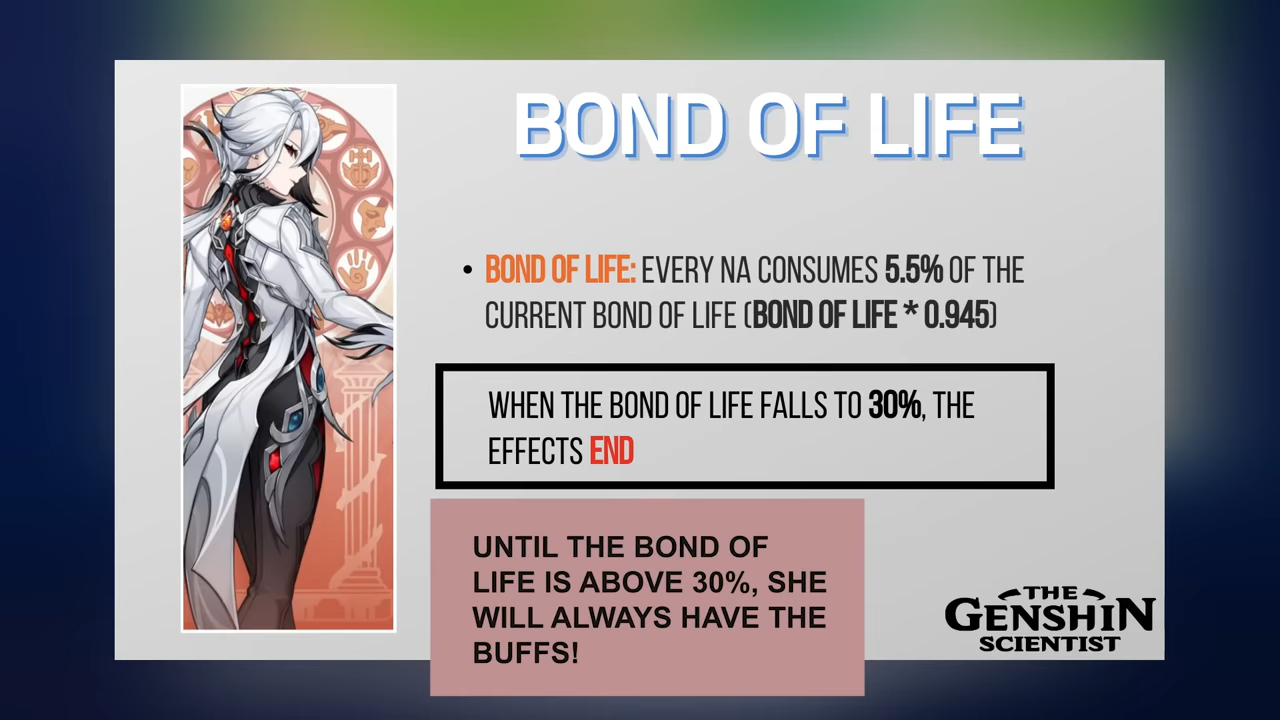 BOND OF LIFE
• BOND OF LIFE: EVERY NA CONSUMES 5.5% OF THE
CURRENT BOND OF LIFE (BOND OF LIFE * 0.945)
WHEN THE BOND OF LIFE FALLS TO 30%, THE
EFFECTS END
UNTIL THE BOND OF
LIFE IS ABOVE 30%, SHE
WILL ALWAYS HAVE THE
BUFFS!
THE
GENSHIN
SCIENTIST